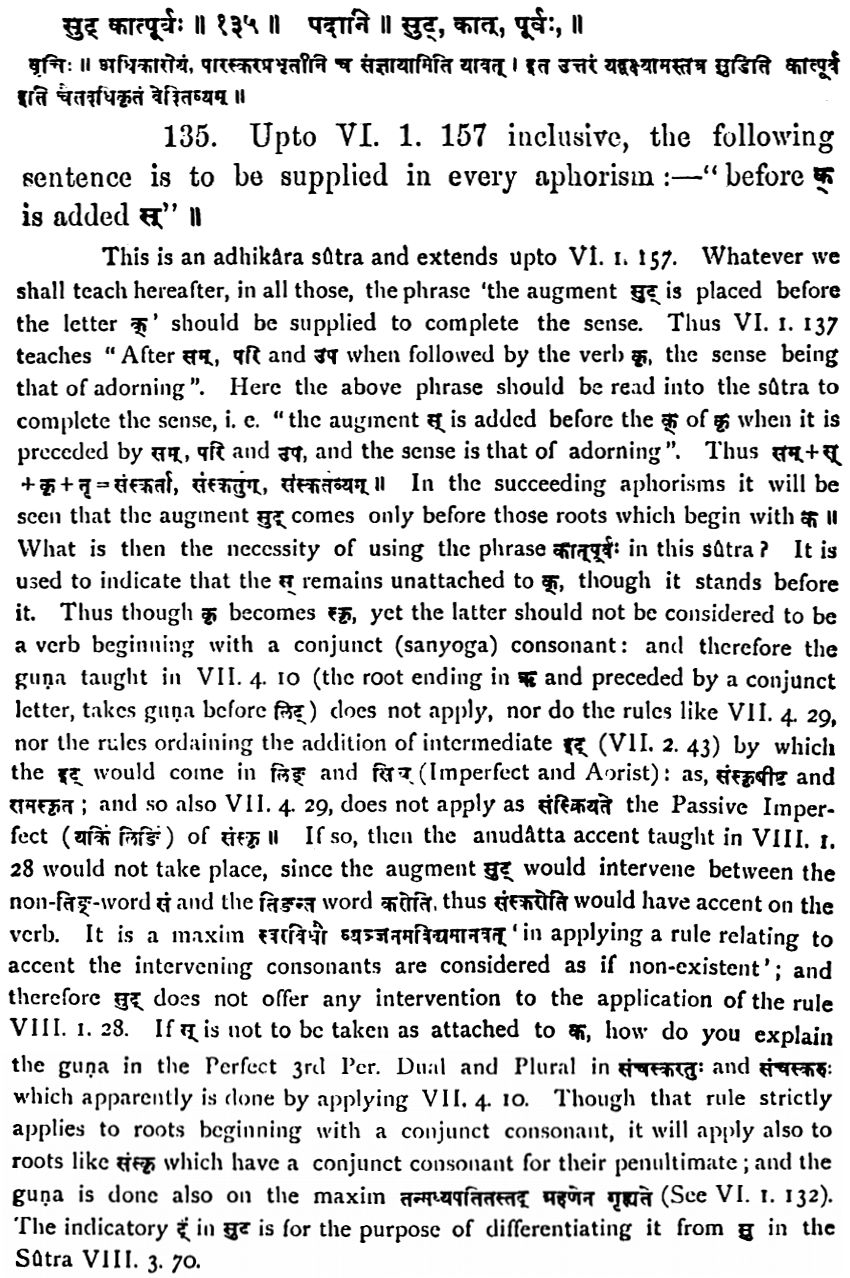 सुट् कात्पूर्वः ॥ १३५ ॥ पदानि ॥ सुट्, कात्, पूर्वः, ॥
वृत्तिः ॥ अधिकारोयं, पारस्करप्रभृतीनि च संज्ञायामिति यावत् । इत उत्तरं यद्वक्ष्यामस्तत्र सुडिति कात्पूर्व
इति चैतदधिकृतं वेदितव्यम् ॥
135. Upto VI. 1. 157 inclusive, the following
sentence is to be supplied in every aphorism :—“ before क्
is added स्” ॥
This is an adhikâra sûtra and extends upto VI. 1. 157. Whatever we
shall teach hereafter, in all those, the phrase ‘the augment सुट् is placed before
the letter क्’ should be supplied to complete the sense. Thus VI. 1. 137
teaches “ After सम्, परि and उप when followed by the verb कृ, the sense being
that of adorning ”. Here the above phrase should be read into the sûtra to
complete the sense, i. e. “the augment स् is added before the क् of कृ when it is
preceded by सम्, परि and उप, and the sense is that of adorning ”. Thus सम्+स्
+कृ+तृ=संस्कर्ता, संस्कर्तुम्, संस्कर्तव्यम् ॥ In the succeeding aphorisms it will be
seen that the augment सुट् comes only before those roots which begin with क ॥
What is then the necessity of using the phrase कात्पूर्वः in this sûtra ? It is
used to indicate that the स् remains unattached to क्, though it stands before
it. Thus though कृ becomes स्कृ, yet the latter should not be considered to be
a verb beginning with a conjunct (sanyoga) consonant : and therefore the
guṇa taught in VII. 4. 10 (the root ending in ऋ and preceded by a conjunct
letter, takes guṇa before लिट् ) does not apply, nor do the rules like VII. 4. 29,
nor the rules ordaining the addition of intermediate इट् (VII. 2. 43) by which
the इट् would come in लिङ् and सिच् (Imperfect and Aorist) : as, संस्कृषीष्ट and
समस्कृत ; and so also VII. 4. 29, does not apply as संस्क्रियते the Passive Imper-
fect (यकि लिङि ) of संस्कृ ॥ If so, then the anudâtta accent taught in VIII. 1.
28 would not take place, since the augment सुट् would intervene between the
non-तिङ्-word सं and the तिङन्त word करोति, thus संस्करोति would have accent on the
verb. It is a maxim स्वरविधौ व्यञ्जनमविद्यमानवत् ‘ in applying a rule relating to
accent the intervening consonants are considered as if non-existent’ ; and
therefore सुट् does not offer any intervention to the application of the rule
VIII. 1. 28. If स् is not to be taken as attached to क, how do you explain
the guṇa in the Perfect 3rd Per. Dual and Plural in संचस्करतुः and संचस्करुः
which apparently is done by applying VII. 4. 10. Though that rule strictly
applies to roots beginning with a conjunct consonant, it will apply also to
roots like संस्कृ which have a conjunct consonant for their penultimate ; and the
guṇa is done also on the maxim तन्मध्यपतितस्तद् ग्रहणेन गृह्यते (See VI. 1. 132).
The indicatory ट् in सुट is for the purpose of differentiating it from सु in the
Sûtra VIII. 3. 70.